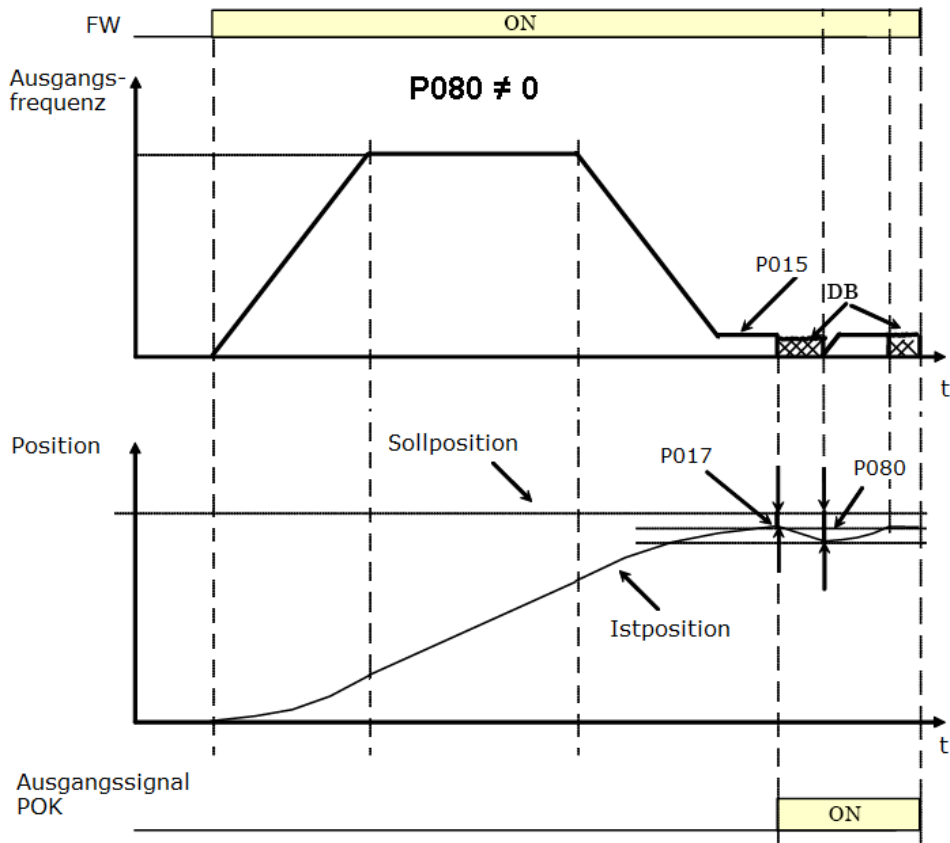 FW
ON
Ausgangs-
frequenz
P080 ≠ 0
P015
DB
t
Position
Sollposition
P017
P080
Istposition
t
Ausgangssignal
POK
ON